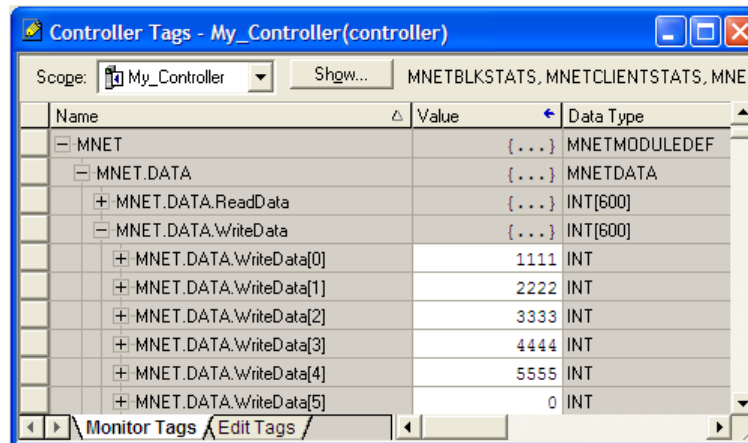 Controller Tags - My_Controller(controller)
Scope: My_Controller Show... MNETBLKSTATS, MNETCLIENTSTATS, MNE
Name Value Data Type
MNET {...} MNETMODULEDEF
MNET.DATA {...} MNETDATA
MNET.DATA.ReadData {...} INT[600]
MNET.DATA.WriteData {...} INT[600]
MNET.DATA.WriteData[0] 1111 INT
MNET.DATA.WriteData[1] 2222 INT
MNET.DATA.WriteData[2] 3333 INT
MNET.DATA.WriteData[3] 4444 INT
MNET.DATA.WriteData[4] 5555 INT
MNET.DATA.WriteData[5] 0 INT
Monitor Tags Edit Tags